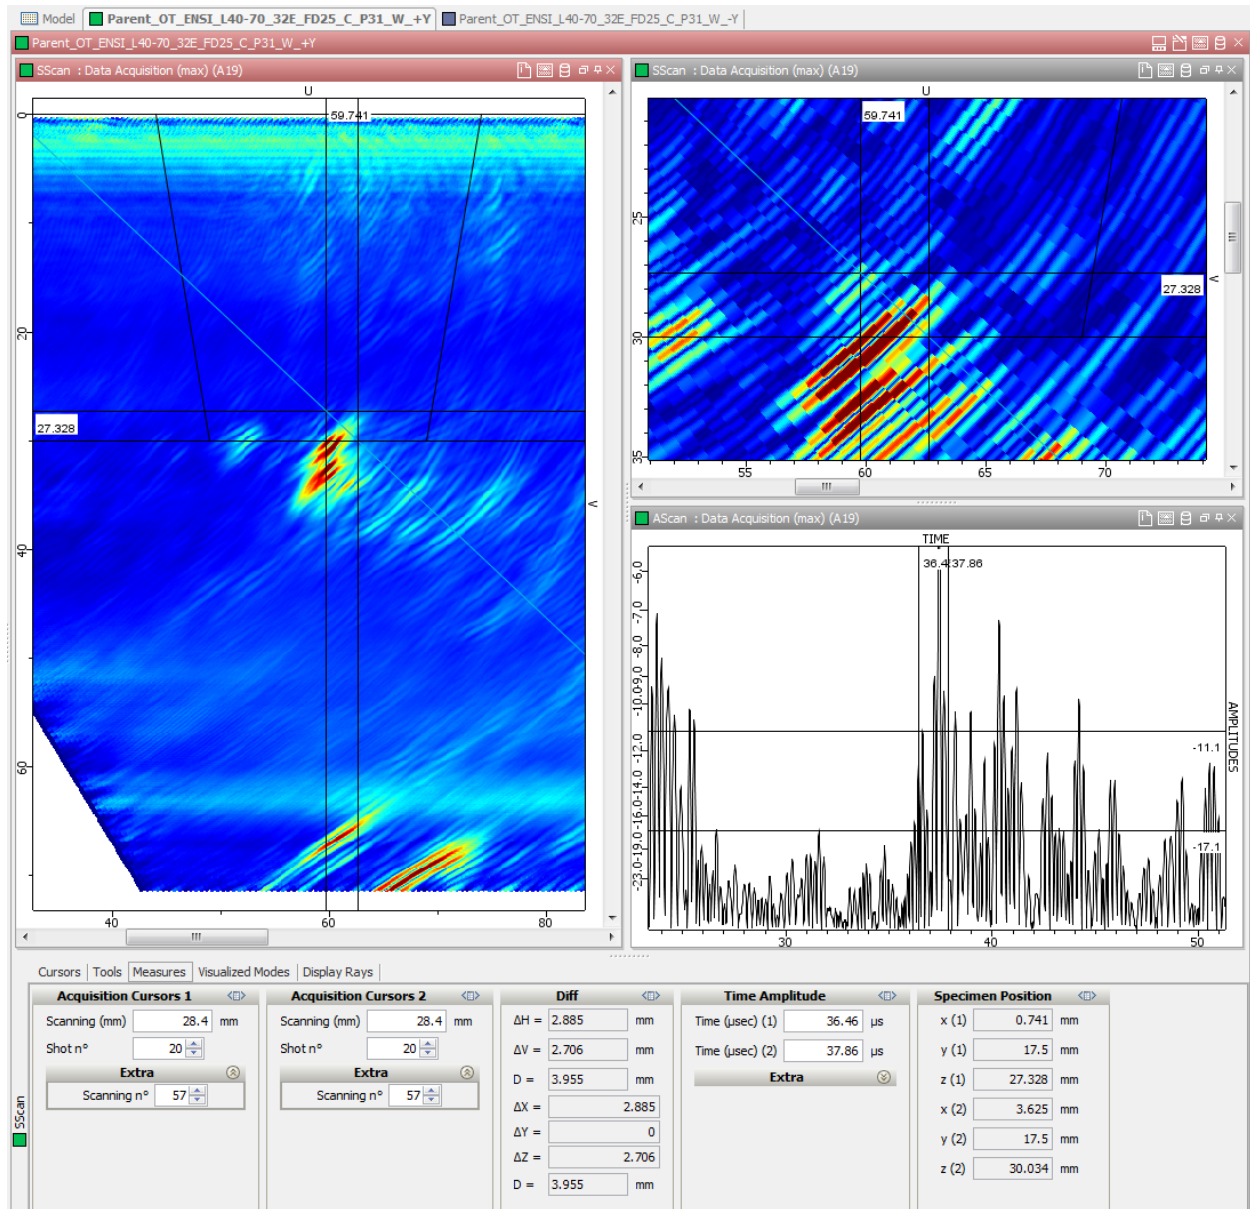 Model Parent_OT_ENSI_L40-70_32E_FD25_C_P31_W_+Y Parent_OT_ENSI_L40-70_32E_FD25_C_P31_W_-Y
Parent_OT_ENSI_L40-70_32E_FD25_C_P31_W_+Y
SScan : Data Acquisition (max) (A19)
U
59.741
0
20
27.328
40
60
V
40 60 80
SScan : Data Acquisition (max) (A19)
U
59.741
25
27.328
30
35
V
55 60 65 70
AScan : Data Acquisition (max) (A19)
TIME
37.86
-6,0
-7.0
-8.0
-9.0
-10.0
-11.1
-12.0
-14.0
-16.0
-17.1
-19.0
-23.0
AMPLITUDES
30 40 50
Cursors Tools Measures Visualized Modes Display Rays
SScan
Acquisition Cursors 1
Scanning (mm) 28.4 mm
Shot n° 20
Extra
Scanning n° 57
Acquisition Cursors 2
Scanning (mm) 28.4 mm
Shot n° 20
Extra
Scanning n° 57
Diff
ΔH = 2.885 mm
ΔV = 2.706 mm
D = 3.955 mm
ΔX = 2.885
ΔY = 0
ΔZ = 2.706
D = 3.955 mm
Time Amplitude
Time (µsec) (1) 36.46 µs
Time (µsec) (2) 37.86 µs
Extra
Specimen Position
x (1) 0.741 mm
y (1) 17.5 mm
z (1) 27.328 mm
x (2) 3.625 mm
y (2) 17.5 mm
z (2) 30.034 mm